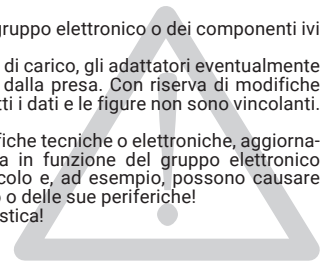 gruppo elettronico o dei componenti ivi
di carico, gli adattatori eventualmente
dalla presa. Con riserva di modifiche
tti i dati e le figure non sono vincolanti.
fiche tecniche o elettroniche, aggiorna-
a in funzione del gruppo elettronico
colo e, ad esempio, possono causare
o o delle sue periferiche!
stica!